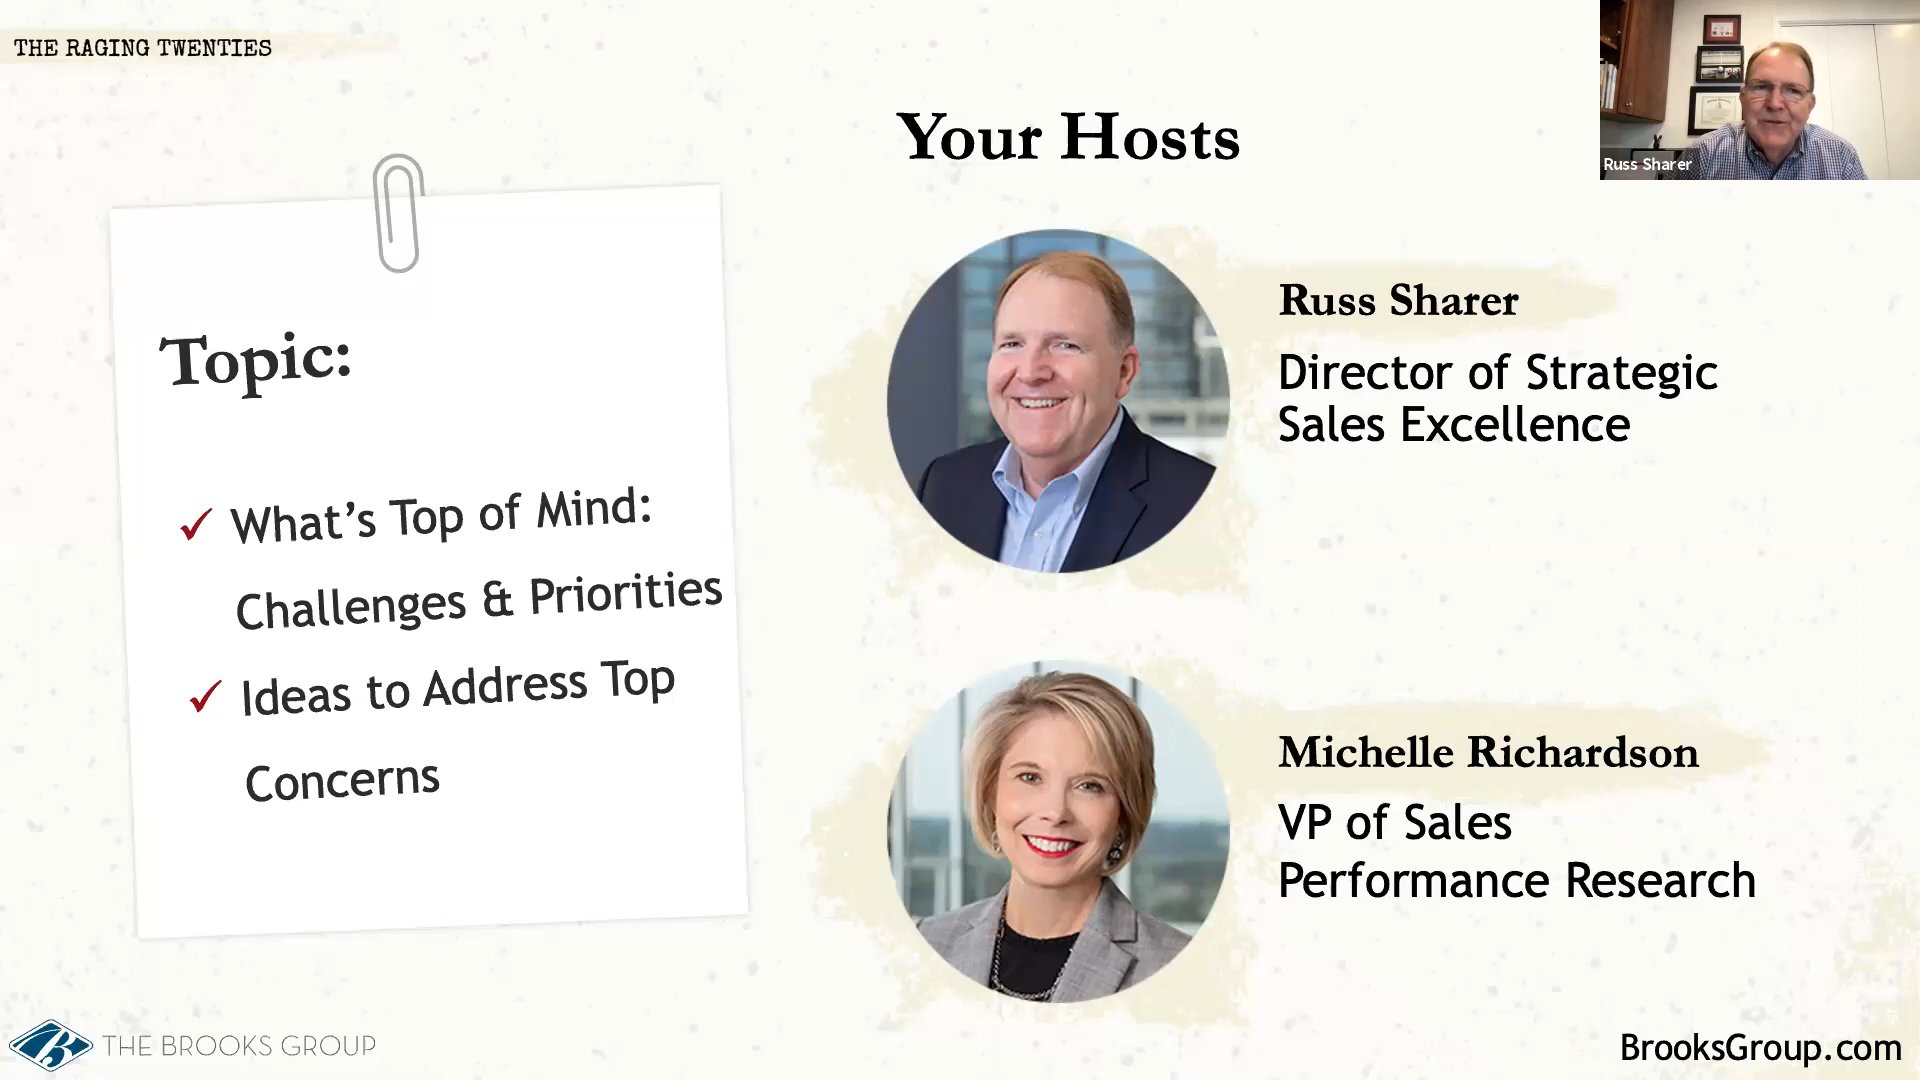 THE RAGING TWENTIES
Your Hosts
Russ Sharer
Topic:
✓ What's Top of Mind:
Challenges & Priorities
✓ Ideas to Address Top
Concerns
Russ Sharer
Director of Strategic
Sales Excellence
Michelle Richardson
VP of Sales
Performance Research
B
THE BROOKS GROUP
BrooksGroup.com